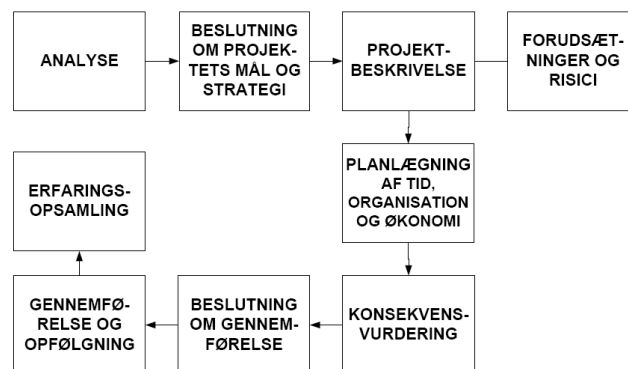 ANALYSE
BESLUTNING
OM PROJEK-
TETS MÅL OG
STRATEGI
PROJEKT-
BESKRIVELSE
FORUDSÆT-
NINGER OG
RISICI
PLANLÆGNING
AF TID,
ORGANISATION
OG ØKONOMI
KONSEKVENS-
VURDERING
BESLUTNING
OM GENNEM-
FØRELSE
GENNEMFØ-
RELSE OG
OPFØLGNING
ERFARINGS-
OPSAMLING